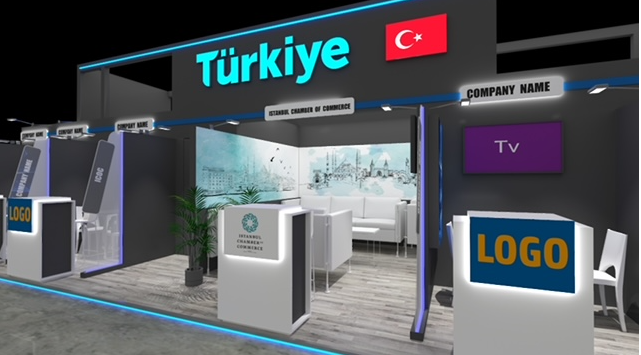 Türkiye
ISTANBUL CHAMBER OF COMMERCE
COMPANY NAME
COMPANY NAME
COMPANY NAME
COMPANY NAME
Tv
COMPANY NAME
ICOC
LOGO
ISTANBUL
CHAMBER OF
COMMERCE
LOGO